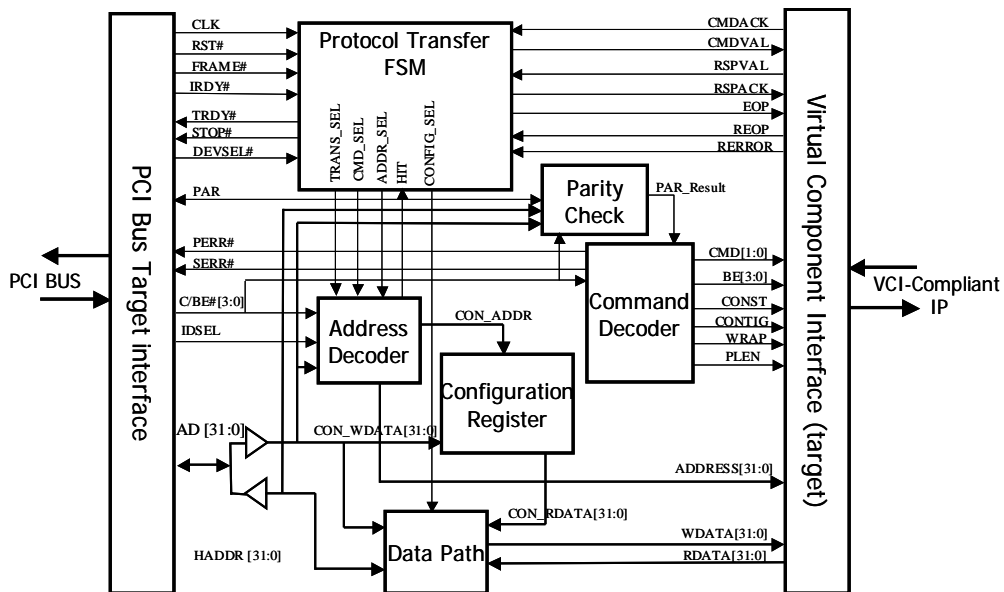 CLK
RST#
FRAME#
IRDY#
TRDY#
STOP#
DEVSEL#
PAR
PERR#
SERR#
C/BE#[3:0]
IDSEL
AD [31:0]
HADDR [31:0]
PCI BUS
PCI Bus Target interface
Protocol Transfer
FSM
TRANS_SEL
CMD_SEL
ADDR_SEL
HIT
CONFIG_SEL
Parity
Check
PAR_Result
Address
Decoder
CON_ADDR
Command
Decoder
Configuration
Register
CON_WDATA[31:0]
CON_RDATA[31:0]
Data Path
CMDACK
CMDVAL
RSPVAL
RSPACK
EOP
REOP
RERROR
CMD[1:0]
BE[3:0]
CONST
CONTIG
WRAP
PLEN
ADDRESS[31:0]
WDATA[31:0]
RDATA[31:0]
Virtual Component Interface (target)
VCI-Compliant
IP